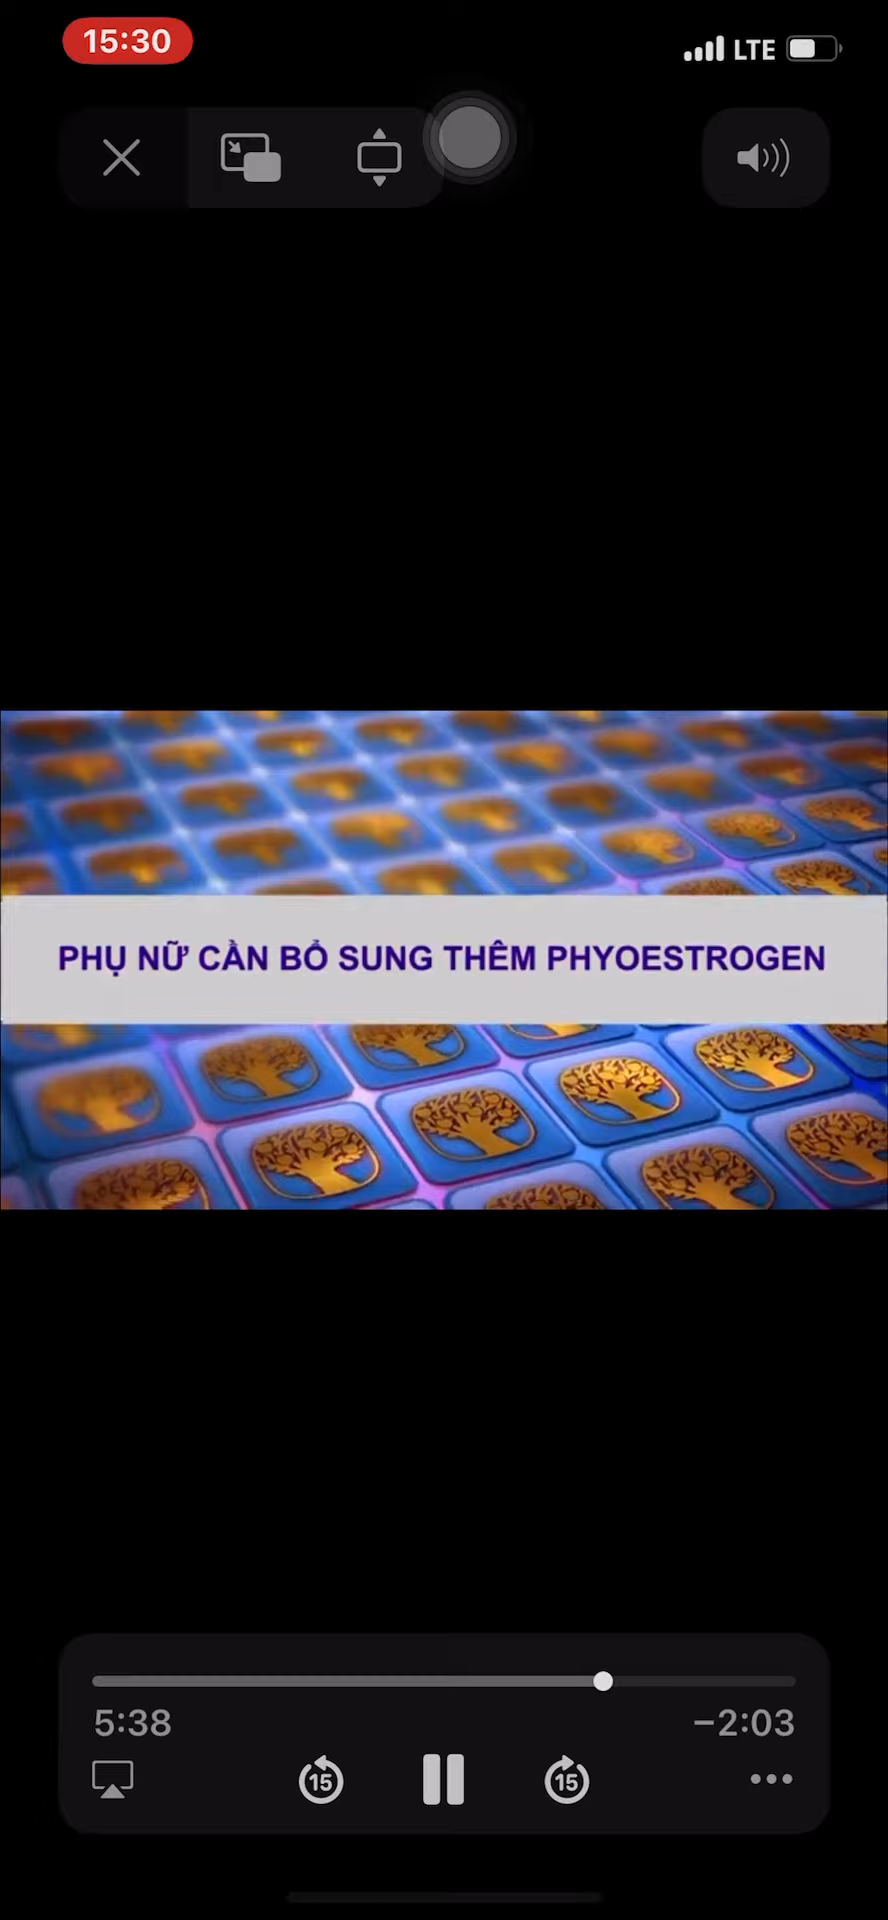 15:30
LTE
PHỤ NỮ CẦN BỔ SUNG THÊM PHYOESTROGEN
5:38
−2:03
15
15